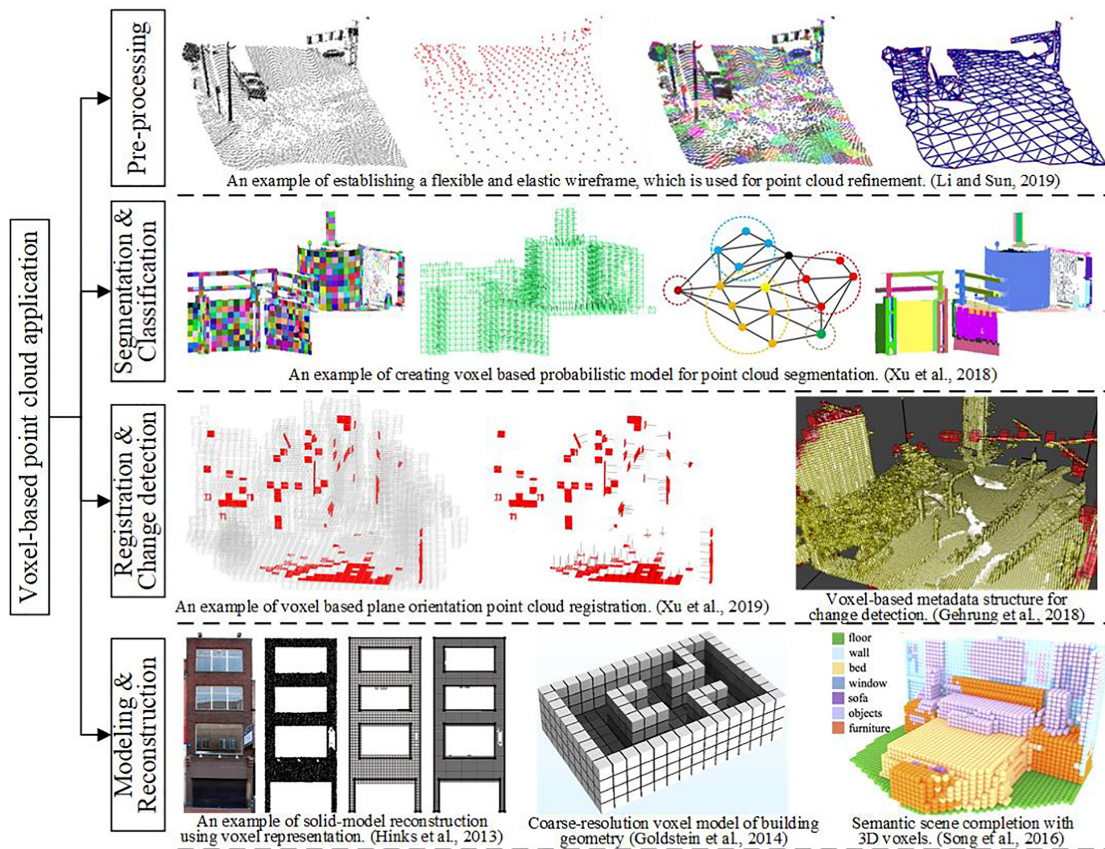 Voxel-based point cloud application
Pre-processing
An example of establishing a flexible and elastic wireframe, which is used for point cloud refinement. (Li and Sun, 2019)
Segmentation &
Classification
An example of creating voxel based probabilistic model for point cloud segmentation. (Xu et al., 2018)
Registration &
Change detection
An example of voxel based plane orientation point cloud registration. (Xu et al., 2019)
Voxel-based metadata structure for
change detection. (Gehrung et al., 2018)
Modeling &
Reconstruction
An example of solid-model reconstruction
using voxel representation. (Hinks et al., 2013)
Coarse-resolution voxel model of building
geometry (Goldstein et al., 2014)
floor
wall
bed
window
sofa
objects
furniture
Semantic scene completion with
3D voxels. (Song et al., 2016)